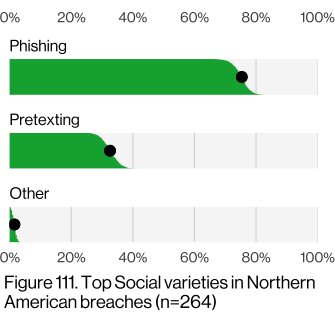 0% 20% 40% 60% 80% 100%
Phishing
Pretexting
Other
0% 20% 40% 60% 80% 100%
Figure 111. Top Social varieties in Northern
American breaches (n=264)